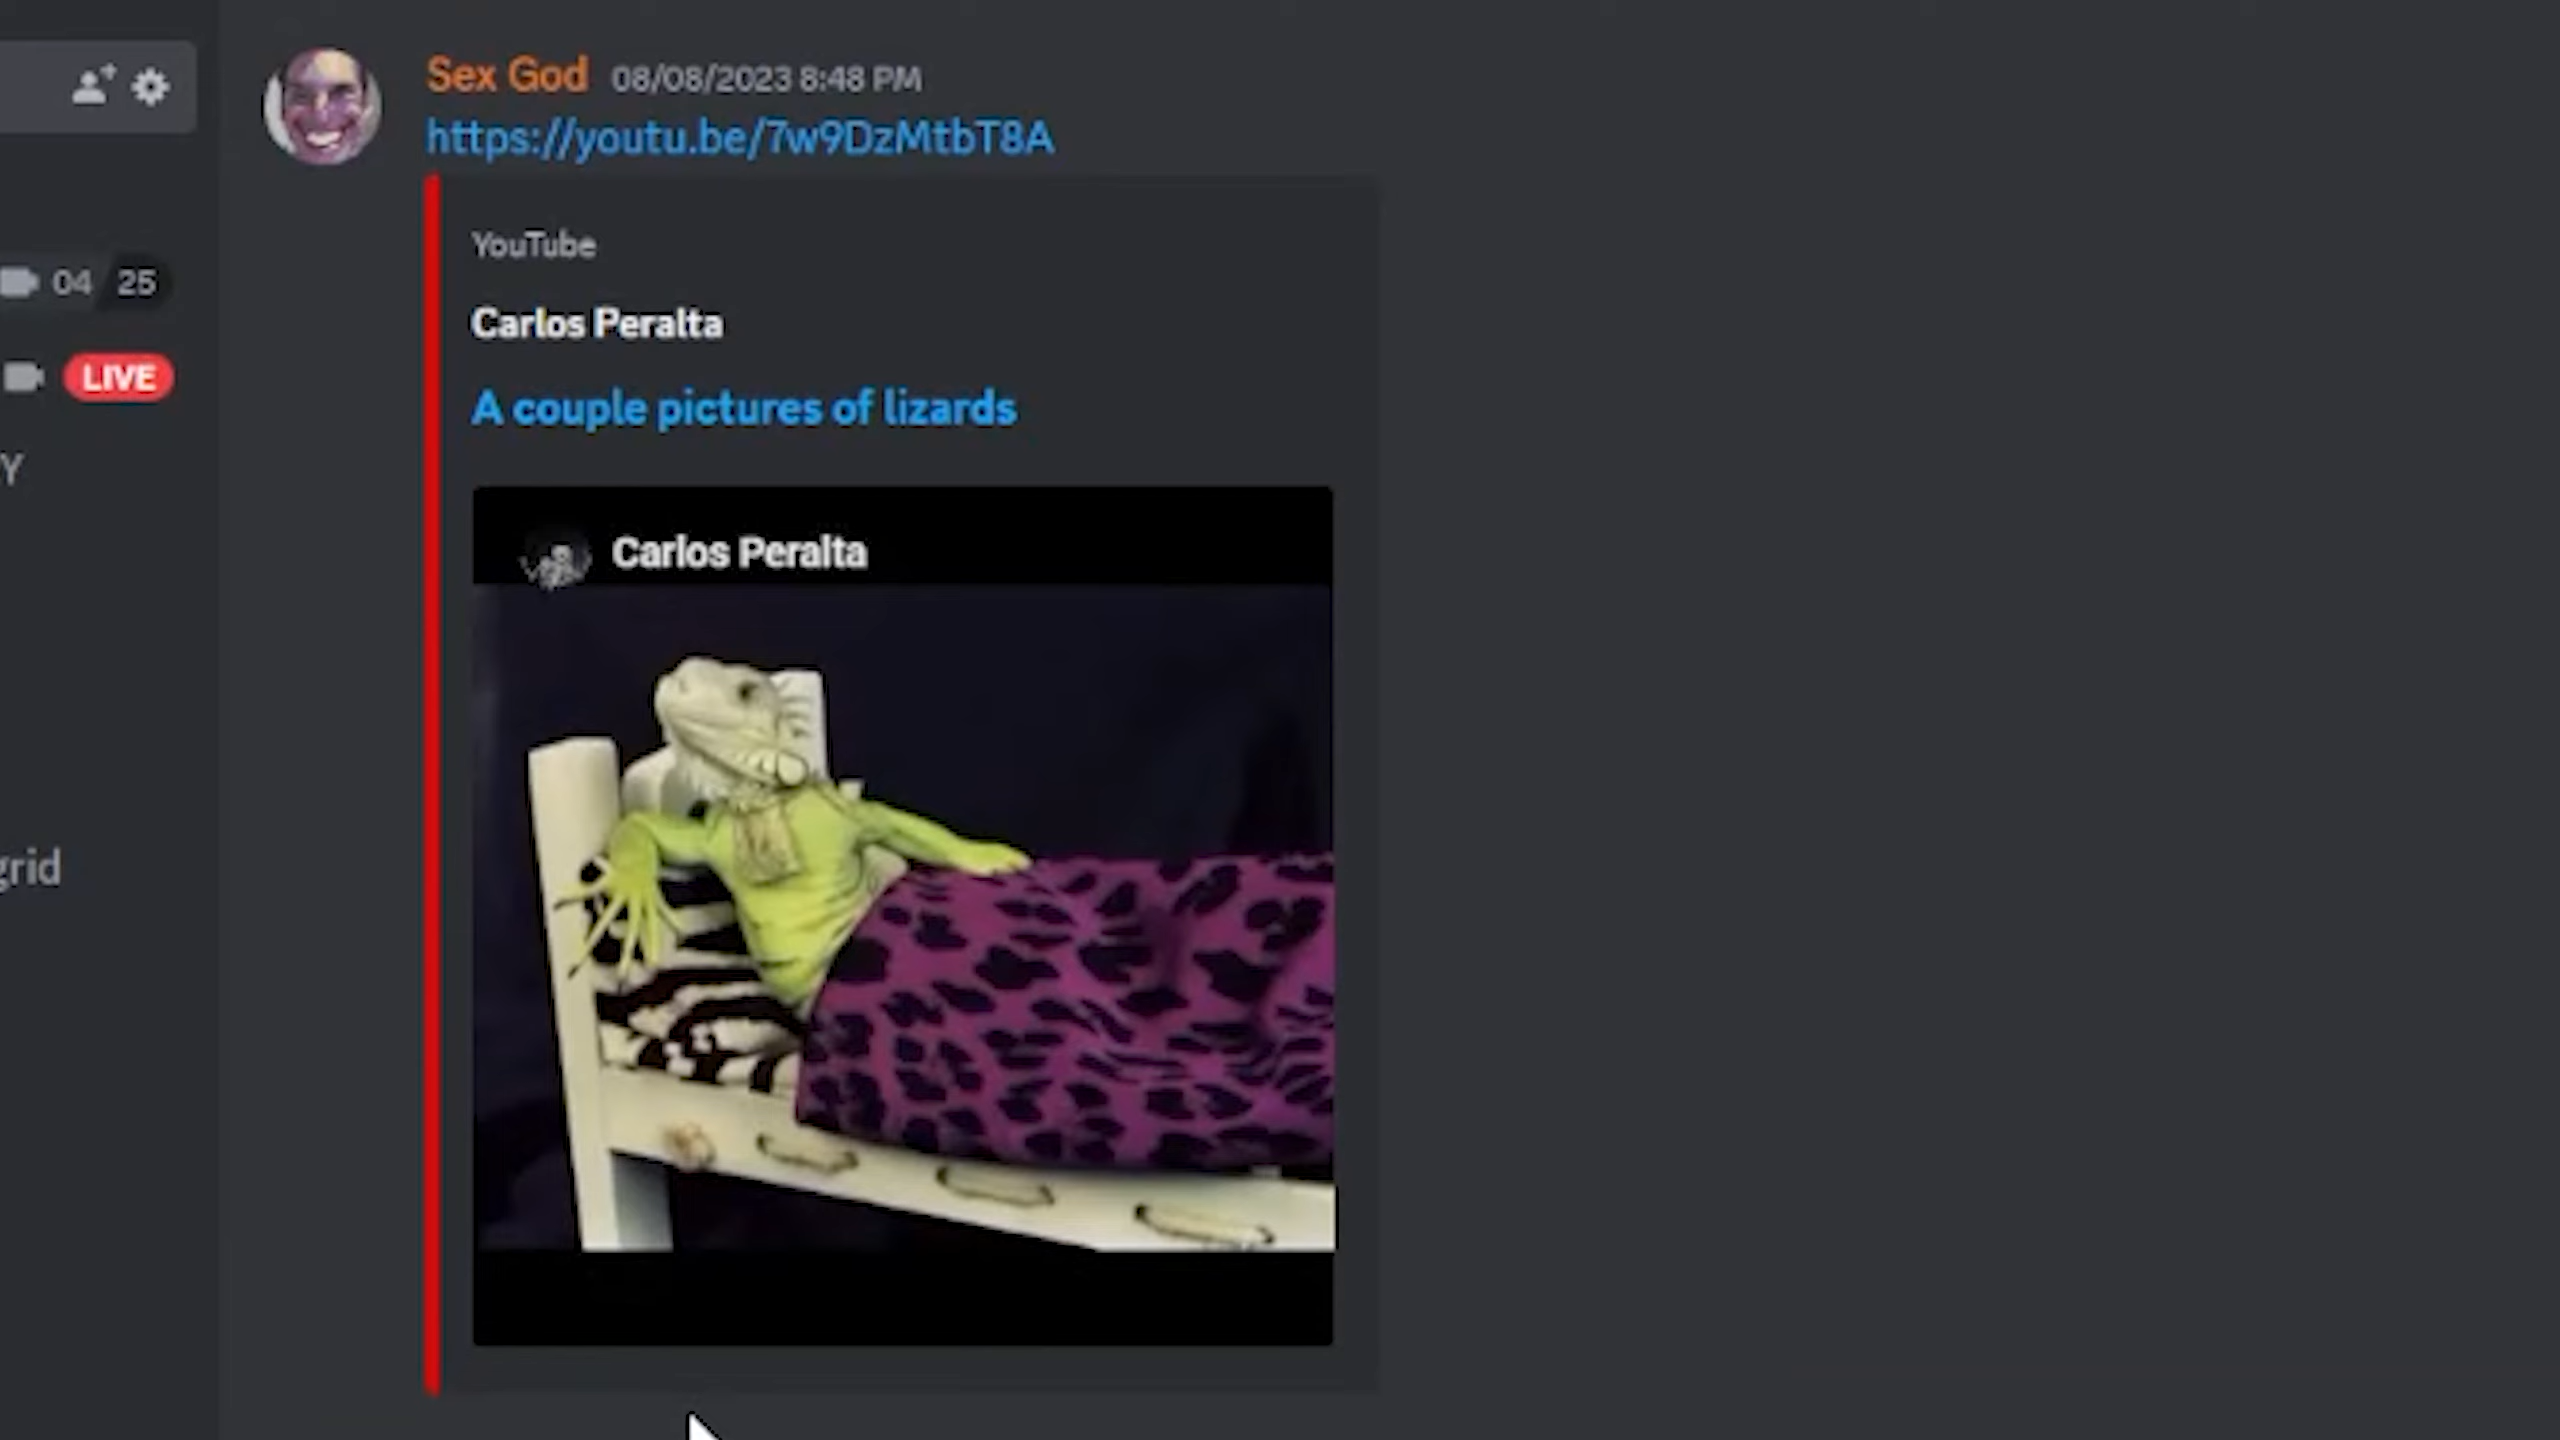 Sex God 08/08/2023 8:48 PM
https://youtu.be/7w9DzMtbT8A
YouTube
Carlos Peralta
A couple pictures of lizards
Carlos Peralta
04 25
LIVE
Y
grid